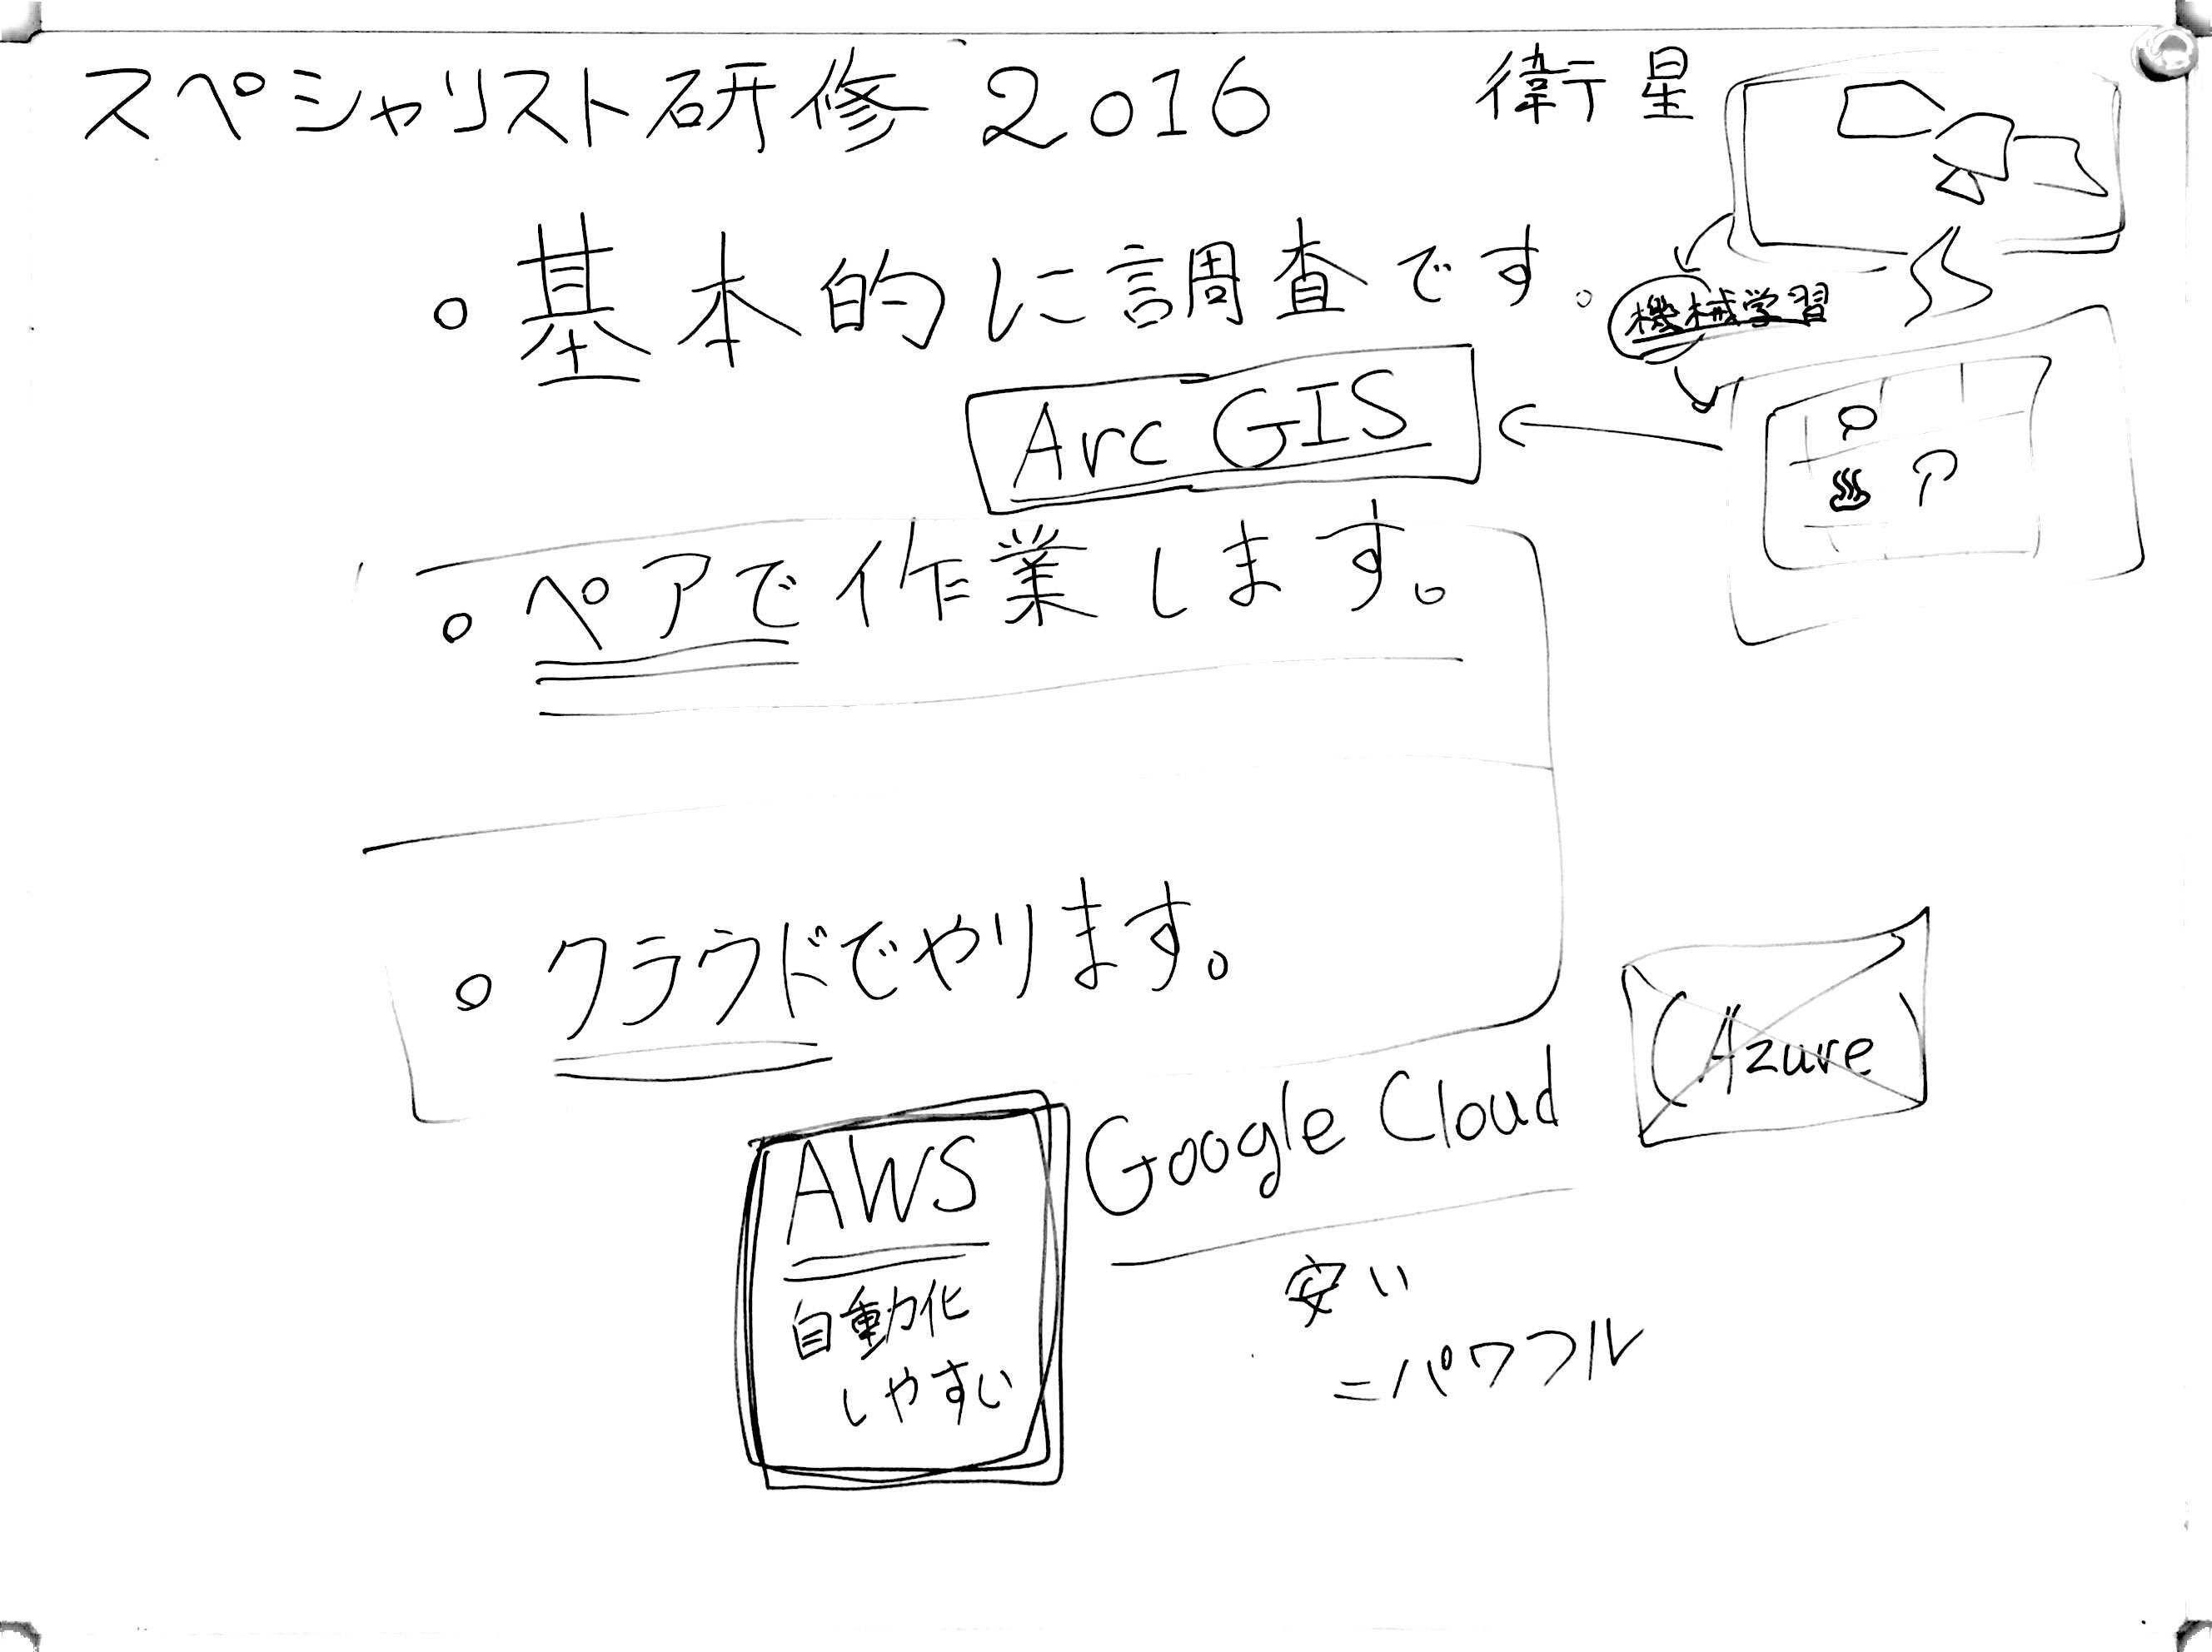 スペシャリスト研修 2016
衛星
。基本的に調査です。
機械学習
Arc GIS
。ペアで作業します。
。クラウドでやります。
(Azure)
Google Cloud
AWS
自動化
しやすい
安い
=パワフル